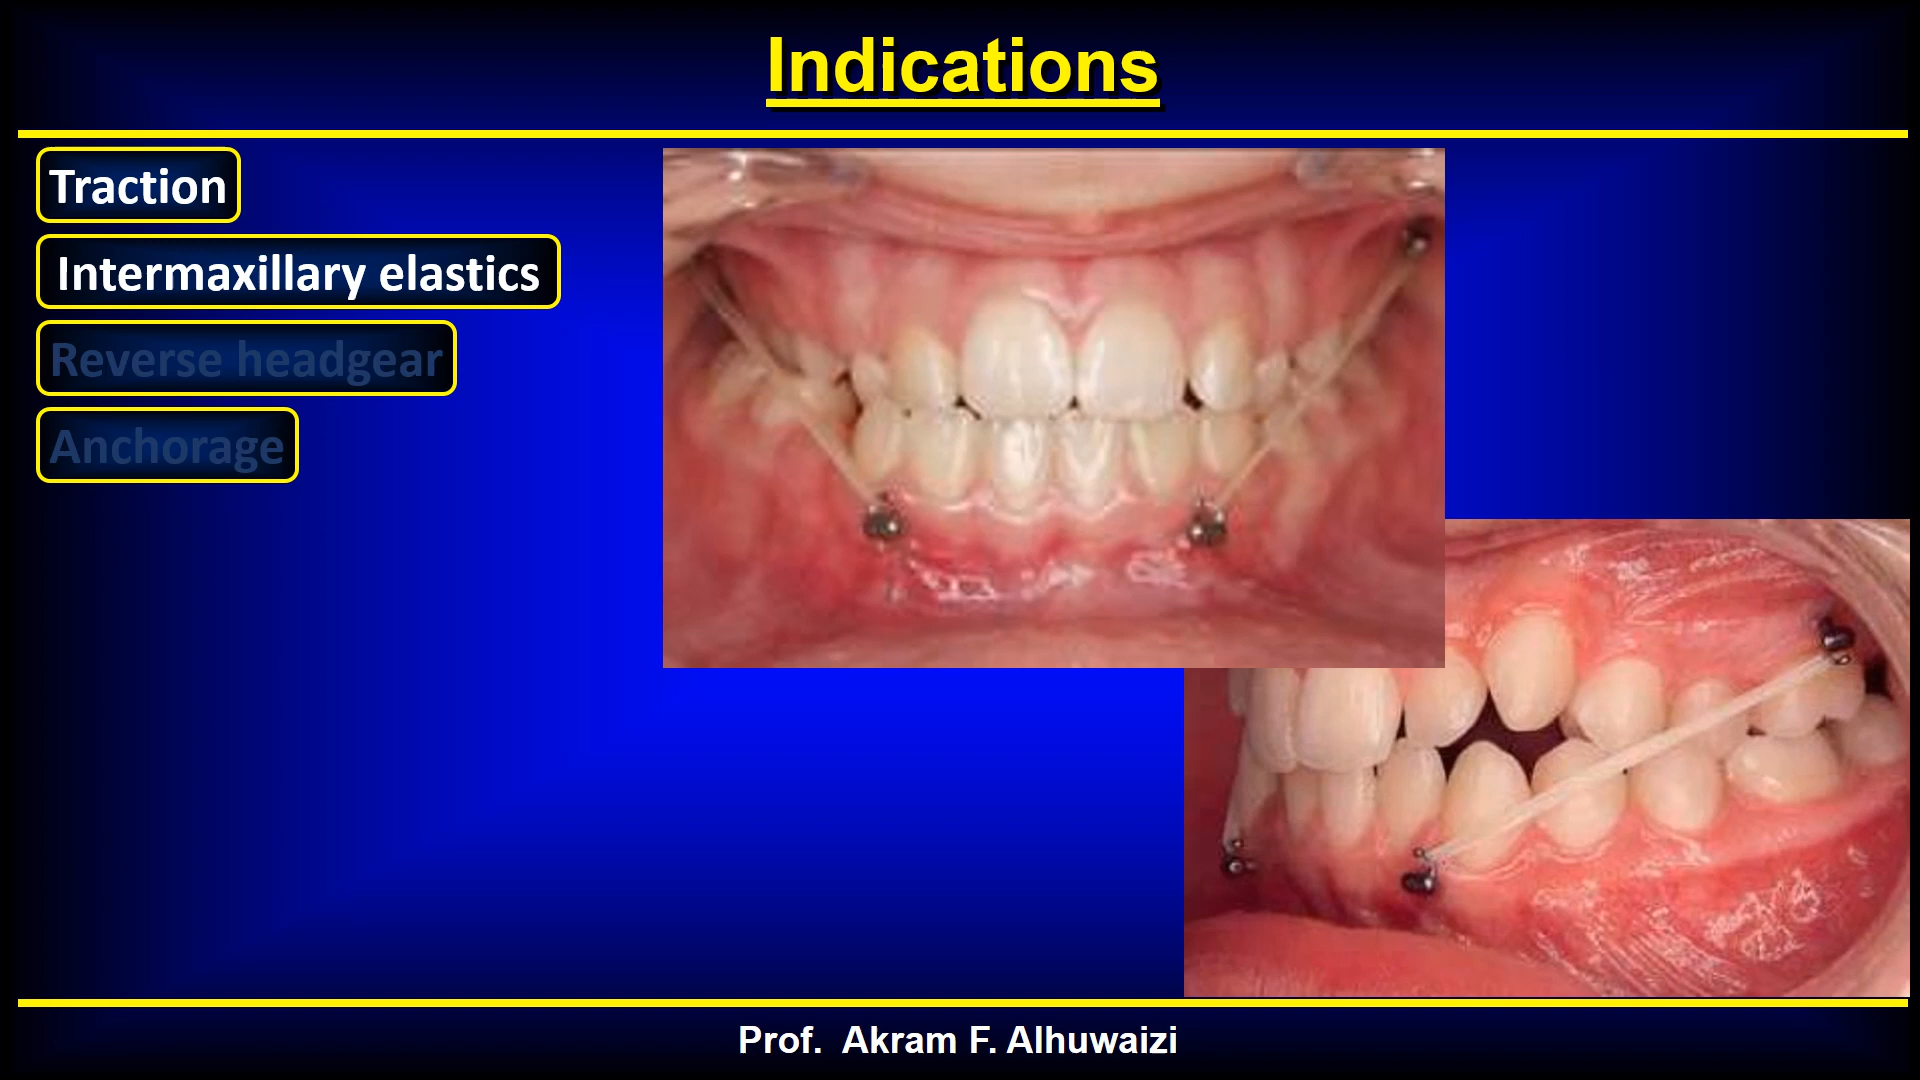 Indications
Traction
Intermaxillary elastics
Reverse headgear
Anchorage
Prof. Akram F. Alhuwaizi